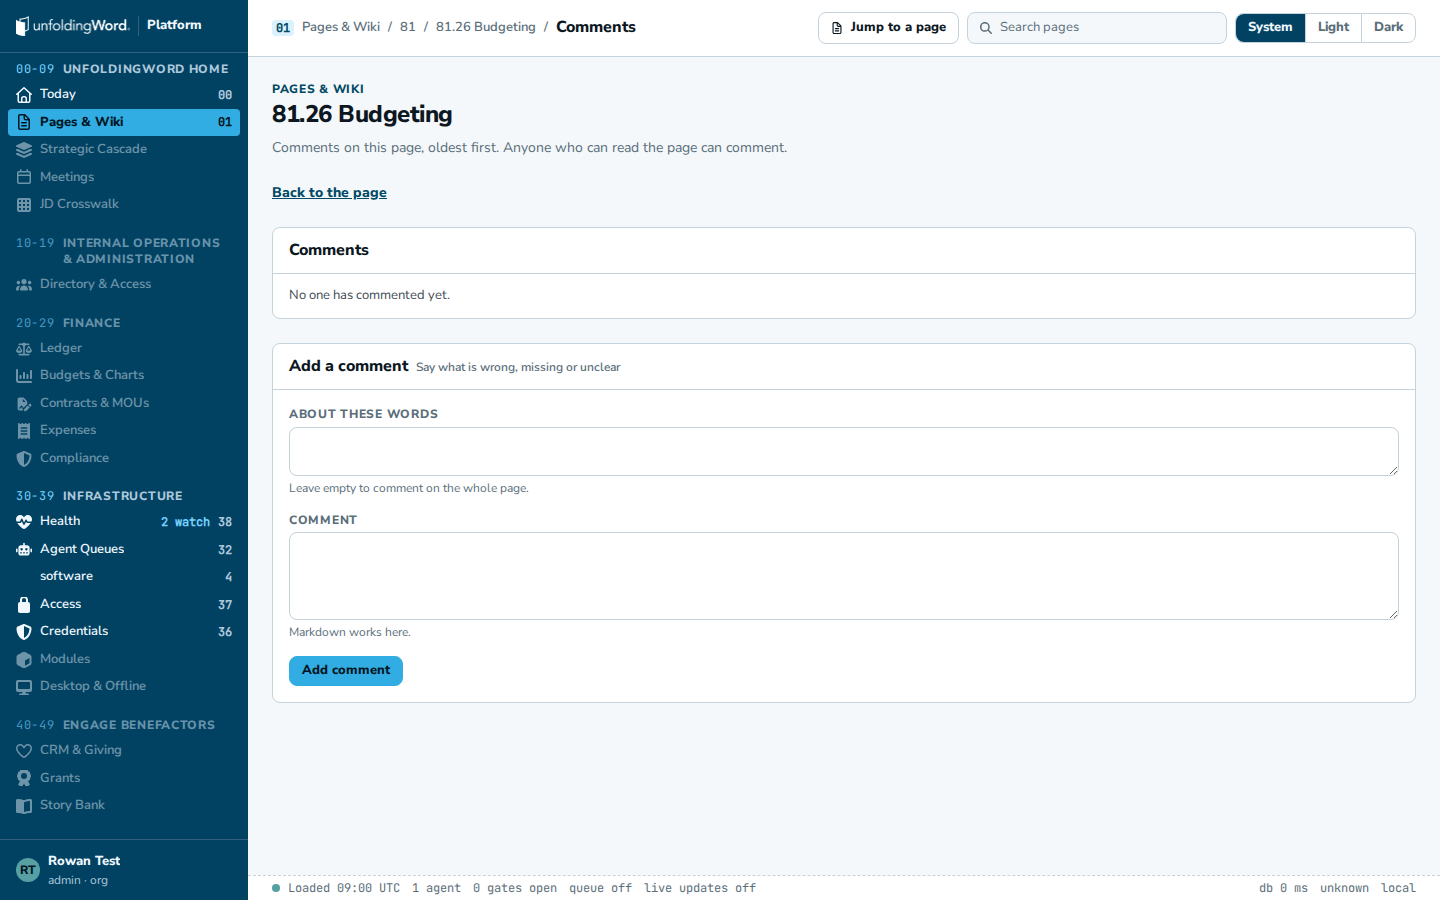 unfoldingWord Platform
00-09 UNFOLDINGWORD HOME
Today 00
Pages & Wiki 01
Strategic Cascade
Meetings
JD Crosswalk
10-19 INTERNAL OPERATIONS
& ADMINISTRATION
Directory & Access
20-29 FINANCE
Ledger
Budgets & Charts
Contracts & MOUs
Expenses
Compliance
30-39 INFRASTRUCTURE
Health 2 watch 38
Agent Queues 32
software 4
Access 37
Credentials 36
Modules
Desktop & Offline
40-49 ENGAGE BENEFACTORS
CRM & Giving
Grants
Story Bank
RT Rowan Test
admin · org
01 Pages & Wiki / 81 / 81.26 Budgeting / Comments
Jump to a page
Search pages
System Light Dark
PAGES & WIKI
81.26 Budgeting
Comments on this page, oldest first. Anyone who can read the page can comment.
Back to the page
Comments
No one has commented yet.
Add a comment Say what is wrong, missing or unclear
ABOUT THESE WORDS
Leave empty to comment on the whole page.
COMMENT
Markdown works here.
Add comment
Loaded 09:00 UTC 1 agent 0 gates open queue off live updates off
db 0 ms unknown local